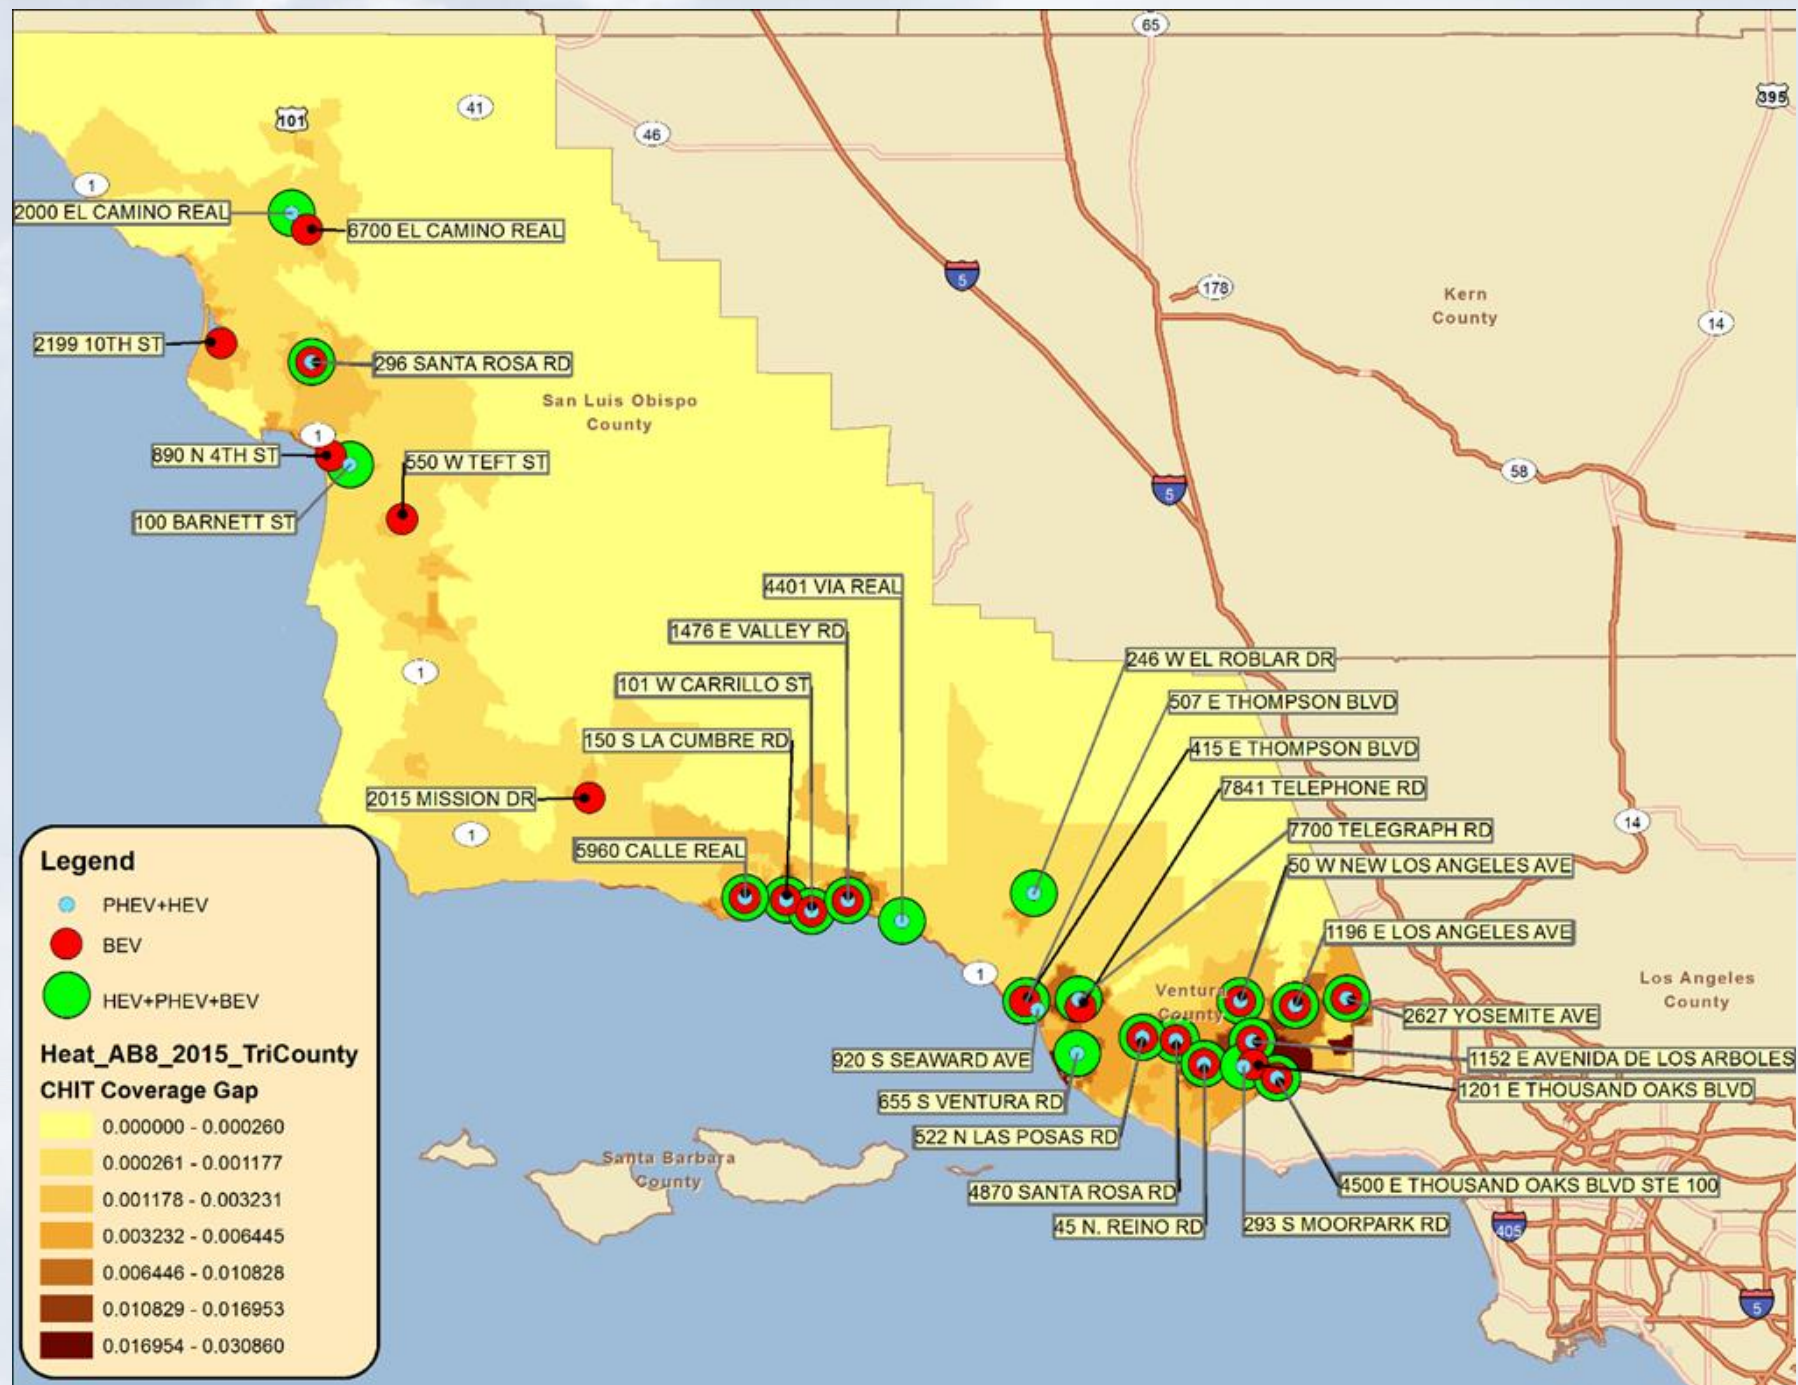 65
395
101
41
46
1
2000 EL CAMINO REAL
6700 EL CAMINO REAL
5
178
Kern
County
14
2199 10TH ST
296 SANTA ROSA RD
San Luis Obispo
County
1
890 N 4TH ST
550 W TEFT ST
58
5
100 BARNETT ST
4401 VIA REAL
1476 E VALLEY RD
246 W EL ROBLAR DR
1
101 W CARRILLO ST
507 E THOMPSON BLVD
150 S LA CUMBRE RD
415 E THOMPSON BLVD
2015 MISSION DR
7841 TELEPHONE RD
14
1
7700 TELEGRAPH RD
5960 CALLE REAL
50 W NEW LOS ANGELES AVE
1196 E LOS ANGELES AVE
1
Ventura
County
Los Angeles
County
2627 YOSEMITE AVE
920 S SEAWARD AVE
1152 E AVENIDA DE LOS ARBOLES
1201 E THOUSAND OAKS BLVD
655 S VENTURA RD
522 N LAS POSAS RD
Santa Barbara
County
4870 SANTA ROSA RD
4500 E THOUSAND OAKS BLVD STE 100
45 N. REINO RD
293 S MOORPARK RD
405
5
Legend
PHEV+HEV
BEV
HEV+PHEV+BEV
Heat_AB8_2015_TriCounty
CHIT Coverage Gap
0.000000 - 0.000260
0.000261 - 0.001177
0.001178 - 0.003231
0.003232 - 0.006445
0.006446 - 0.010828
0.010829 - 0.016953
0.016954 - 0.030860